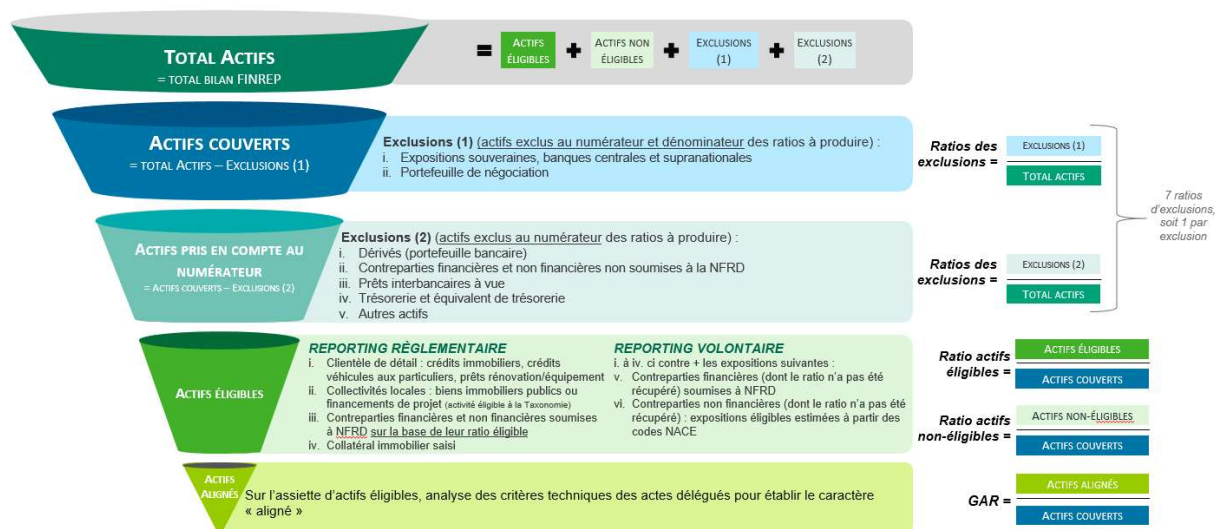 TOTAL ACTIFS
= TOTAL BILAN FINREP
= ACTIFS ÉLIGIBLES + ACTIFS NON ÉLIGIBLES + EXCLUSIONS (1) + EXCLUSIONS (2)
ACTIFS COUVERTS
= TOTAL ACTIFS – EXCLUSIONS (1)
Exclusions (1) (actifs exclus au numérateur et dénominateur des ratios à produire) :
i. Expositions souveraines, banques centrales et supranationales
ii. Portefeuille de négociation
Ratios des
exclusions =
EXCLUSIONS (1)
TOTAL ACTIFS
7 ratios
d'exclusions,
soit 1 par
exclusion
ACTIFS PRIS EN COMPTE AU
NUMÉRATEUR
= ACTIFS COUVERTS – EXCLUSIONS (2)
Exclusions (2) (actifs exclus au numérateur des ratios à produire) :
i. Dérivés (portefeuille bancaire)
ii. Contreparties financières et non financières non soumises à la NFRD
iii. Prêts interbancaires à vue
iv. Trésorerie et équivalent de trésorerie
v. Autres actifs
Ratios des
exclusions =
EXCLUSIONS (2)
TOTAL ACTIFS
ACTIFS ÉLIGIBLES
REPORTING RÈGLEMENTAIRE
i. Clientèle de détail : crédits immobiliers, crédits
véhicules aux particuliers, prêts rénovation/équipement
ii. Collectivités locales : biens immobiliers publics ou
financements de projet (activité éligible à la Taxonomie)
iii. Contreparties financières et non financières soumises
à NFRD sur la base de leur ratio éligible
iv. Collatéral immobilier saisi
REPORTING VOLONTAIRE
i. à iv. ci contre + les expositions suivantes :
v. Contreparties financières (dont le ratio n'a pas été
récupéré) soumises à NFRD
vi. Contreparties non financières (dont le ratio n'a pas été
récupéré) : expositions éligibles estimées à partir des
codes NACE
Ratio actifs
éligibles =
ACTIFS ÉLIGIBLES
ACTIFS COUVERTS
Ratio actifs
non-éligibles =
ACTIFS NON-ÉLIGIBLES
ACTIFS COUVERTS
ACTIFS
ALIGNÉS
Sur l'assiette d'actifs éligibles, analyse des critères techniques des actes délégués pour établir le caractère
« aligné »
GAR =
ACTIFS ALIGNÉS
ACTIFS COUVERTS